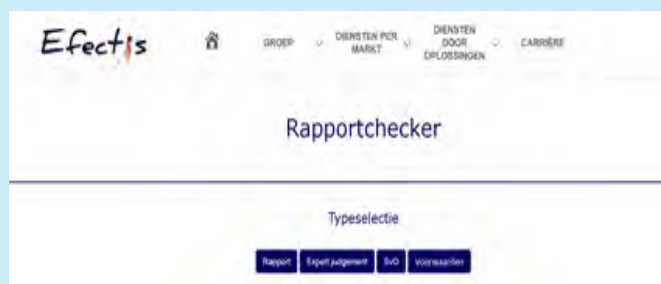 Efectis
GROEP
DIENSTEN PER
MARKT
DIENSTEN
DOOR
OPLOSSINGEN
CARRIÈRE
Rapportchecker
Typeselectie
Rapport Expert judgement SvO Voorwaarden